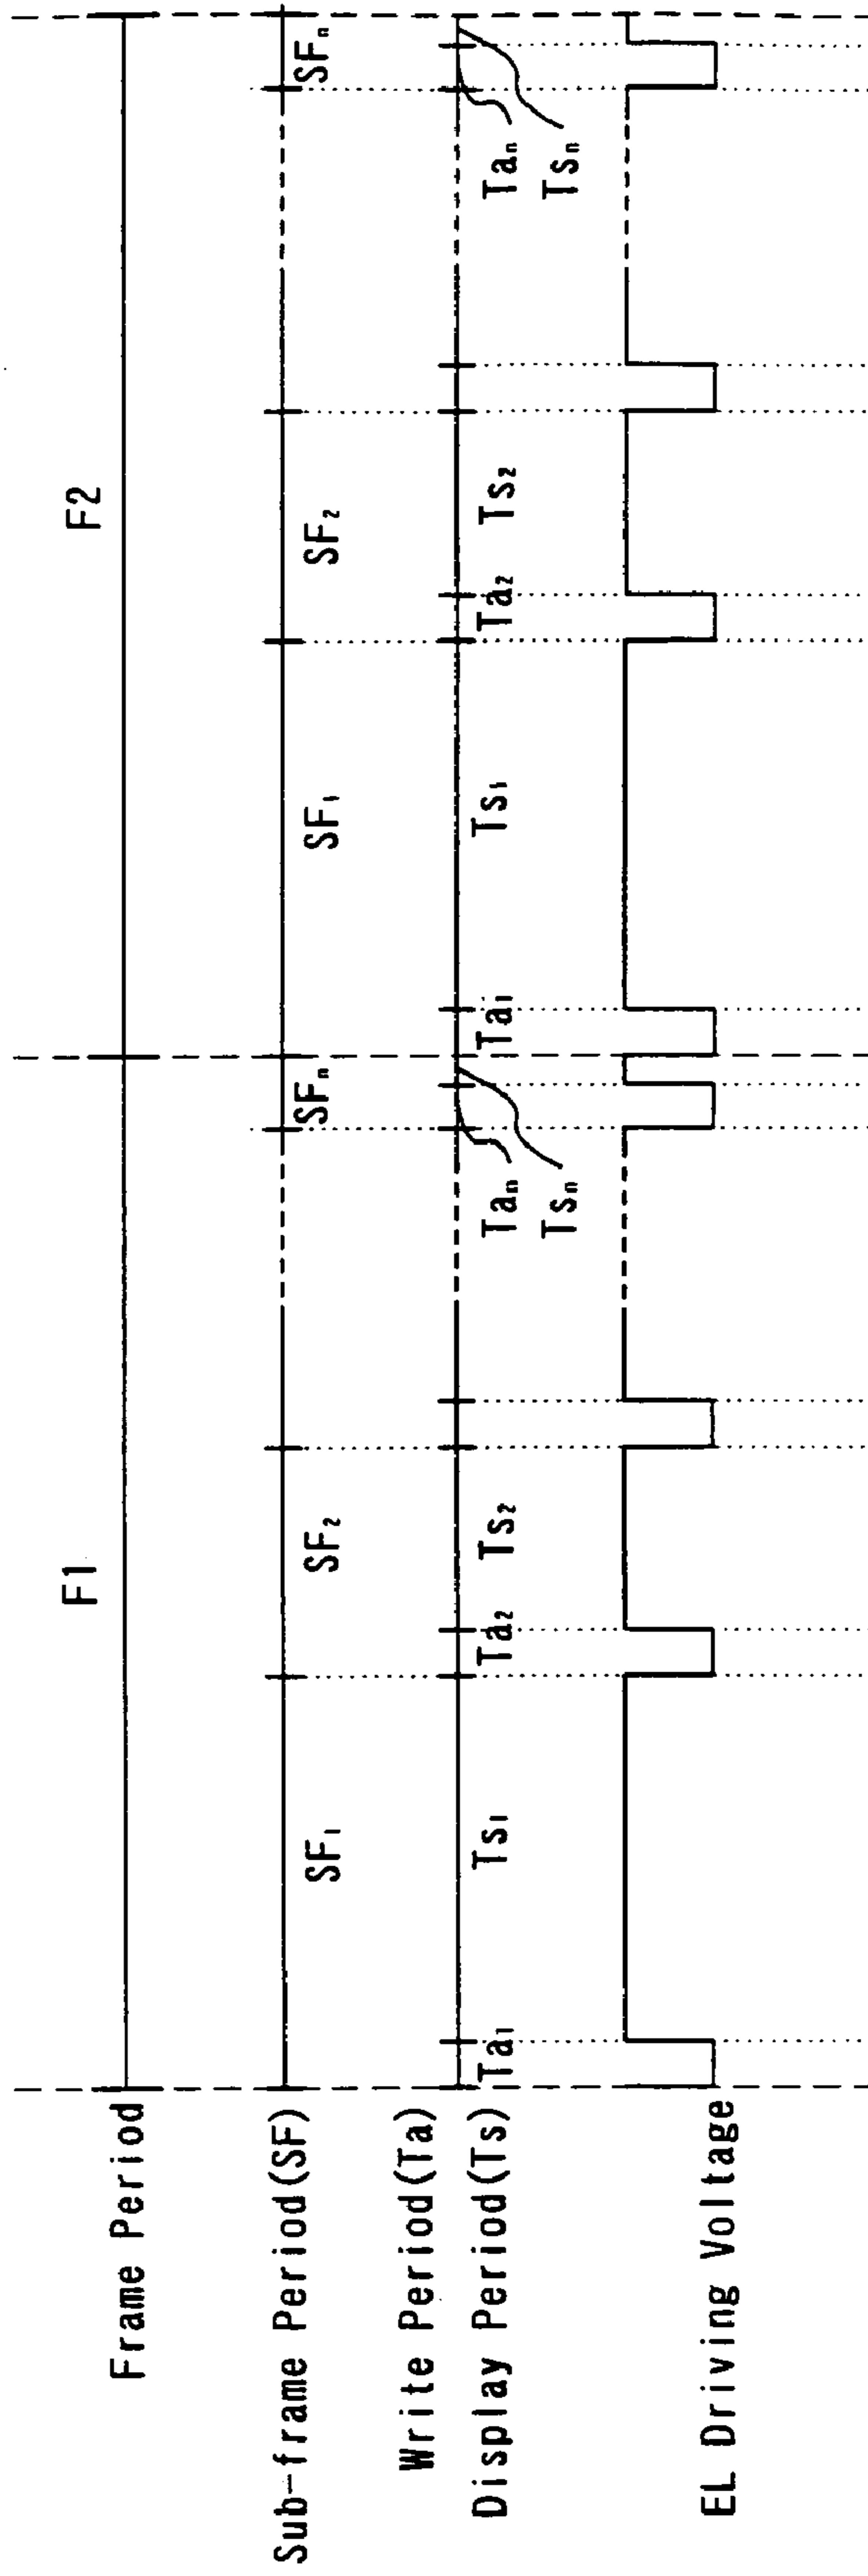 Frame Period
F1
F2
Sub-frame Period(SF)
SF₁
SF₂
SFₙ
SF₁
SF₂
SFₙ
Write Period(Ta)
Display Period(Ts)
Ta₁
Ts₁
Ta₂
Ts₂
Taₙ
Tsₙ
Ta₁
Ts₁
Ta₂
Ts₂
Taₙ
Tsₙ
EL Driving Voltage